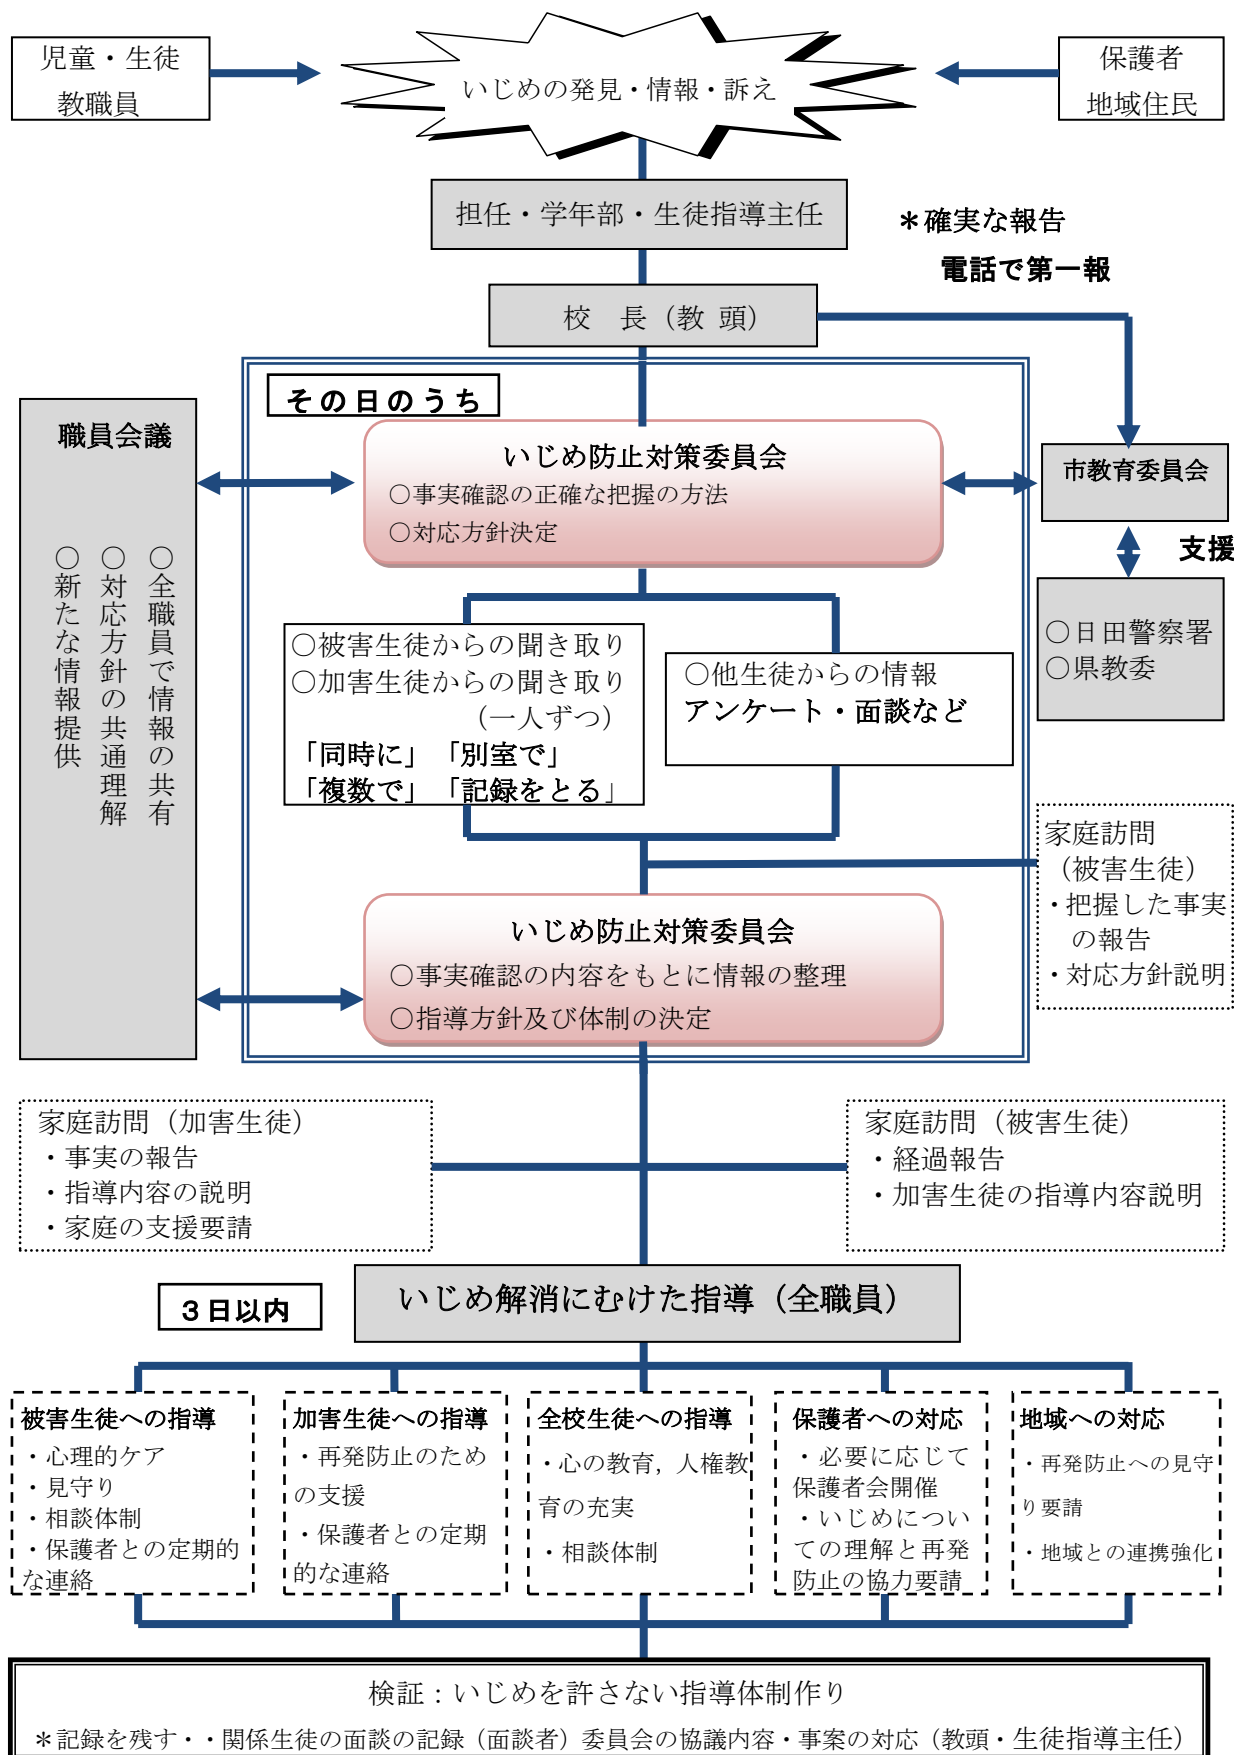 児童・生徒
教職員
いじめの発見・情報・訴え
保護者
地域住民
担任・学年部・生徒指導主任
＊確実な報告
電話で第一報
校　長（教 頭）
その日のうち
職員会議
○全職員で情報の共有
○対応方針の共通理解
○新たな情報提供
いじめ防止対策委員会
○事実確認の正確な把握の方法
○対応方針決定
市教育委員会
支援
○日田警察署
○県教委
○被害生徒からの聞き取り
○加害生徒からの聞き取り
（一人ずつ）
「同時に」「別室で」
「複数で」「記録をとる」
○他生徒からの情報
アンケート・面談など
家庭訪問
（被害生徒）
・把握した事実
の報告
・対応方針説明
いじめ防止対策委員会
○事実確認の内容をもとに情報の整理
○指導方針及び体制の決定
家庭訪問（加害生徒）
・事実の報告
・指導内容の説明
・家庭の支援要請
家庭訪問（被害生徒）
・経過報告
・加害生徒の指導内容説明
３日以内
いじめ解消にむけた指導（全職員）
被害生徒への指導
・心理的ケア
・見守り
・相談体制
・保護者との定期的
な連絡
加害生徒への指導
・再発防止のため
の支援
・保護者との定期
的な連絡
全校生徒への指導
・心の教育，人権教
育の充実
・相談体制
保護者への対応
・必要に応じて
保護者会開催
・いじめについ
ての理解と再発
防止の協力要請
地域への対応
・再発防止への見守
り要請
・地域との連携強化
検証：いじめを許さない指導体制作り
＊記録を残す・・関係生徒の面談の記録（面談者）委員会の協議内容・事案の対応（教頭・生徒指導主任）